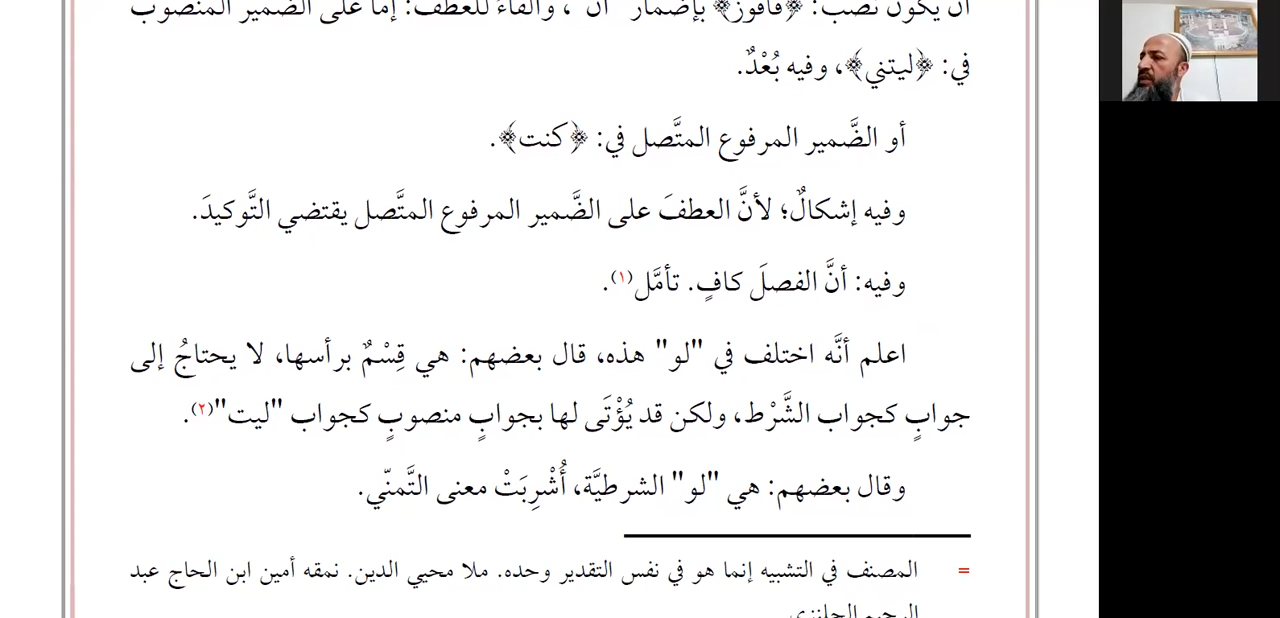 أن يكون نصب: ﴿فأفوز﴾ بإضمار "أن"، والفاءُ للعطف: إمَّا على الضَّمير المنصوب
في: ﴿ليتني﴾، وفيه بُعْدٌ.
أو الضَّمير المرفوع المتَّصل في: ﴿كنت﴾.
وفيه إشكالٌ؛ لأنَّ العطفَ على الضَّمير المرفوع المتَّصل يقتضي التَّوكيدَ.
وفيه: أنَّ الفصلَ كافٍ. تأمَّل(١).
اعلم أنَّه اختلف في "لو" هذه، قال بعضهم: هي قِسْمٌ برأسها، لا يحتاجُ إلى
جوابٍ كجواب الشَّرْط، ولكن قد يُؤْتَى لها بجوابٍ منصوبٍ كجواب "ليت"(٢).
وقال بعضهم: هي "لو" الشرطيَّة، أُشْرِبَتْ معنى التَّمنّي.
= المصنف في التشبيه إنما هو في نفس التقدير وحده. ملا محيي الدين. نمقه أمين ابن الحاج عبد
الرحيم